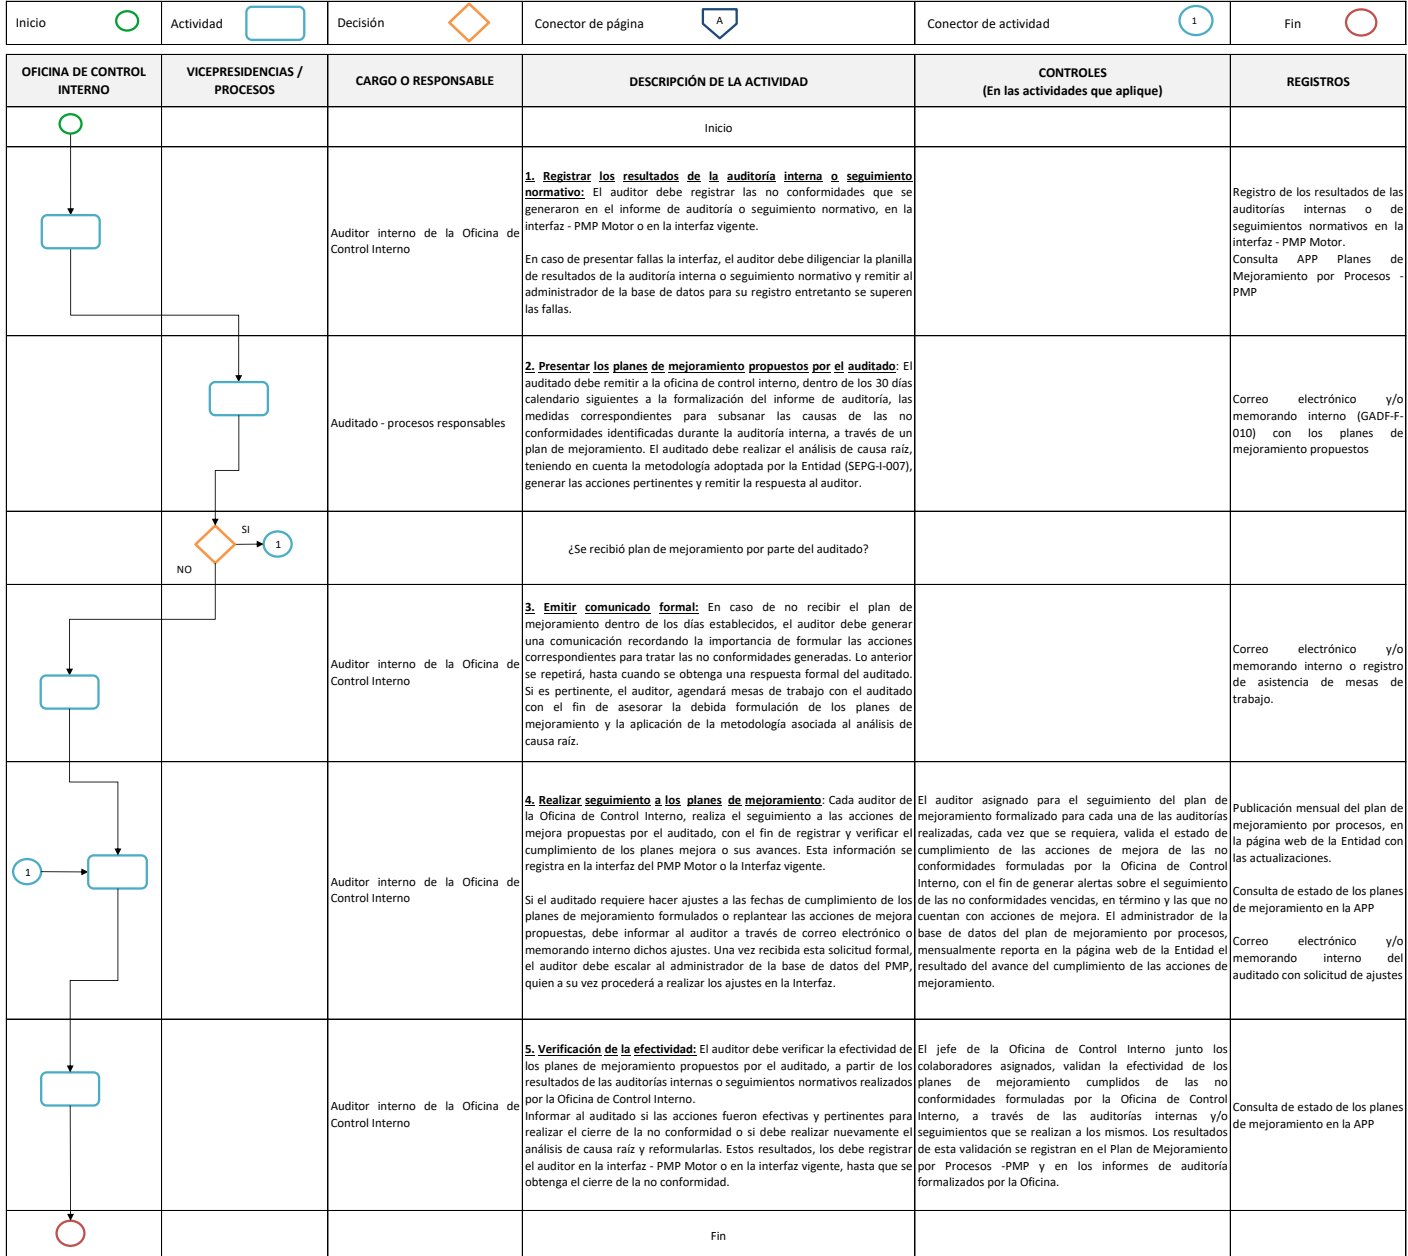 Inicio
Actividad
Decisión
Conector de página
A
Conector de actividad
1
Fin
OFICINA DE CONTROL
INTERNO
VICEPRESIDENCIAS /
PROCESOS
CARGO O RESPONSABLE
DESCRIPCIÓN DE LA ACTIVIDAD
CONTROLES
(En las actividades que aplique)
REGISTROS
Inicio
Auditor interno de la Oficina de
Control Interno
1. Registrar los resultados de la auditoría interna o seguimiento
normativo: El auditor debe registrar las no conformidades que se
generaron en el informe de auditoría o seguimiento normativo, en la
interfaz - PMP Motor o en la interfaz vigente.
En caso de presentar fallas la interfaz, el auditor debe diligenciar la planilla
de resultados de la auditoría interna o seguimiento normativo y remitir al
administrador de la base de datos para su registro entretanto se superen
las fallas.
Registro de los resultados de las
auditorías internas o de
seguimientos normativos en la
interfaz - PMP Motor.
Consulta APP Planes de
Mejoramiento por Procesos -
PMP
Auditado - procesos responsables
2. Presentar los planes de mejoramiento propuestos por el auditado: El
auditado debe remitir a la oficina de control interno, dentro de los 30 días
calendario siguientes a la formalización del informe de auditoría, las
medidas correspondientes para subsanar las causas de las no
conformidades identificadas durante la auditoría interna, a través de un
plan de mejoramiento. El auditado debe realizar el análisis de causa raíz,
teniendo en cuenta la metodología adoptada por la Entidad (SEPG-I-007),
generar las acciones pertinentes y remitir la respuesta al auditor.
Correo electrónico y/o
memorando interno (GADF-F-
010) con los planes de
mejoramiento propuestos
SI
1
NO
¿Se recibió plan de mejoramiento por parte del auditado?
Auditor interno de la Oficina de
Control Interno
3. Emitir comunicado formal: En caso de no recibir el plan de
mejoramiento dentro de los días establecidos, el auditor debe generar
una comunicación recordando la importancia de formular las acciones
correspondientes para tratar las no conformidades generadas. Lo anterior
se repetirá, hasta cuando se obtenga una respuesta formal del auditado.
Si es pertinente, el auditor, agendará mesas de trabajo con el auditado
con el fin de asesorar la debida formulación de los planes de
mejoramiento y la aplicación de la metodología asociada al análisis de
causa raíz.
Correo electrónico y/o
memorando interno o registro
de asistencia de mesas de
trabajo.
1
Auditor interno de la Oficina de
Control Interno
4. Realizar seguimiento a los planes de mejoramiento: Cada auditor de
la Oficina de Control Interno, realiza el seguimiento a las acciones de
mejora propuestas por el auditado, con el fin de registrar y verificar el
cumplimiento de los planes mejora o sus avances. Esta información se
registra en la interfaz del PMP Motor o la Interfaz vigente.
Si el auditado requiere hacer ajustes a las fechas de cumplimiento de los
planes de mejoramiento formulados o replantear las acciones de mejora
propuestas, debe informar al auditor a través de correo electrónico o
memorando interno dichos ajustes. Una vez recibida esta solicitud formal,
el auditor debe escalar al administrador de la base de datos del PMP,
quien a su vez procederá a realizar los ajustes en la Interfaz.
El auditor asignado para el seguimiento del plan de
mejoramiento formalizado para cada una de las auditorías
realizadas, cada vez que se requiera, valida el estado de
cumplimiento de las acciones de mejora de las no
conformidades formuladas por la Oficina de Control
Interno, con el fin de generar alertas sobre el seguimiento
de las no conformidades vencidas, en término y las que no
cuentan con acciones de mejora. El administrador de la
base de datos del plan de mejoramiento por procesos,
mensualmente reporta en la página web de la Entidad el
resultado del avance del cumplimiento de las acciones de
mejoramiento.
Publicación mensual del plan de
mejoramiento por procesos, en
la página web de la Entidad con
las actualizaciones.
Consulta de estado de los planes
de mejoramiento en la APP
Correo electrónico y/o
memorando interno del
auditado con solicitud de ajustes
Auditor interno de la Oficina de
Control Interno
5. Verificación de la efectividad: El auditor debe verificar la efectividad de
los planes de mejoramiento propuestos por el auditado, a partir de los
resultados de las auditorías internas o seguimientos normativos realizados
por la Oficina de Control Interno.
Informar al auditado si las acciones fueron efectivas y pertinentes para
realizar el cierre de la no conformidad o si debe realizar nuevamente el
análisis de causa raíz y reformularlas. Estos resultados, los debe registrar
el auditor en la interfaz - PMP Motor o en la interfaz vigente, hasta que se
obtenga el cierre de la no conformidad.
El jefe de la Oficina de Control Interno junto los
colaboradores asignados, validan la efectividad de los
planes de mejoramiento cumplidos de las no
conformidades formuladas por la Oficina de Control
Interno, a través de las auditorías internas y/o
seguimientos que se realizan a los mismos. Los resultados
de esta validación se registran en el Plan de Mejoramiento
por Procesos -PMP y en los informes de auditoría
formalizados por la Oficina.
Consulta de estado de los planes
de mejoramiento en la APP
Fin